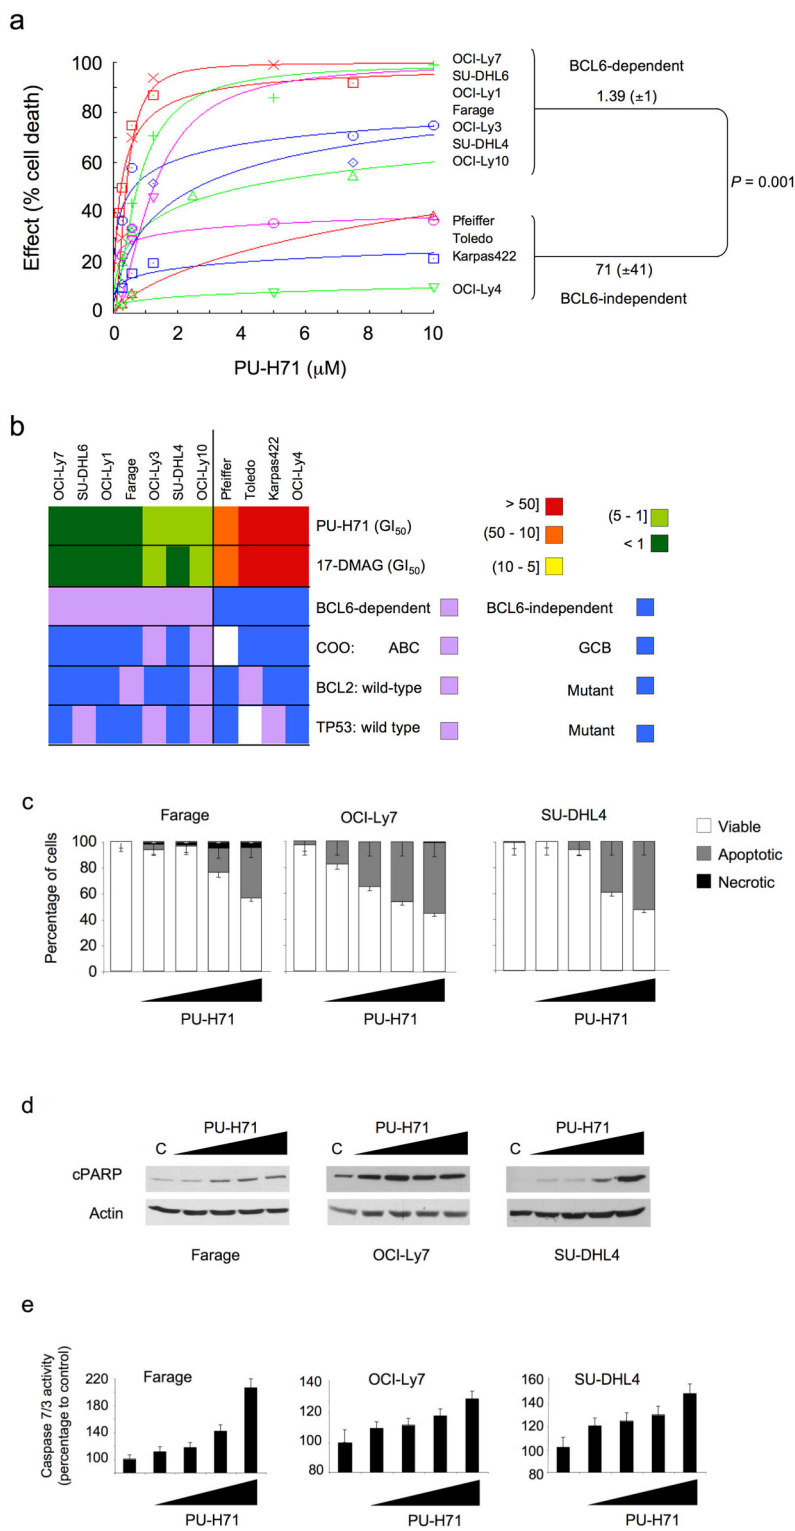 a
Effect (% cell death)
100
80
60
40
20
0
0
2
4
6
8
10
PU-H71 (μM)
OCI-Ly7
SU-DHL6
OCI-Ly1
Farage
OCI-Ly3
SU-DHL4
OCI-Ly10
Pfeiffer
Toledo
Karpas422
OCI-Ly4
BCL6-dependent
1.39 (±1)
P = 0.001
71 (±41)
BCL6-independent
b
OCI-Ly7
SU-DHL6
OCI-Ly1
Farage
OCI-Ly3
SU-DHL4
OCI-Ly10
Pfeiffer
Toledo
Karpas422
OCI-Ly4
PU-H71 (GI50)
17-DMAG (GI50)
> 50]
(50 - 10]
(10 - 5]
(5 - 1]
< 1
BCL6-dependent
BCL6-independent
COO: ABC
GCB
BCL2: wild-type
Mutant
TP53: wild type
Mutant
c
Percentage of cells
100
80
60
40
20
0
Farage
OCI-Ly7
SU-DHL4
Viable
Apoptotic
Necrotic
PU-H71
PU-H71
PU-H71
d
PU-H71
PU-H71
PU-H71
C
C
C
cPARP
Actin
Farage
OCI-Ly7
SU-DHL4
e
Caspase 7/3 activity
(percentage to control)
Farage
220
180
140
100
OCI-Ly7
140
120
100
80
SU-DHL4
160
140
120
100
80
PU-H71
PU-H71
PU-H71